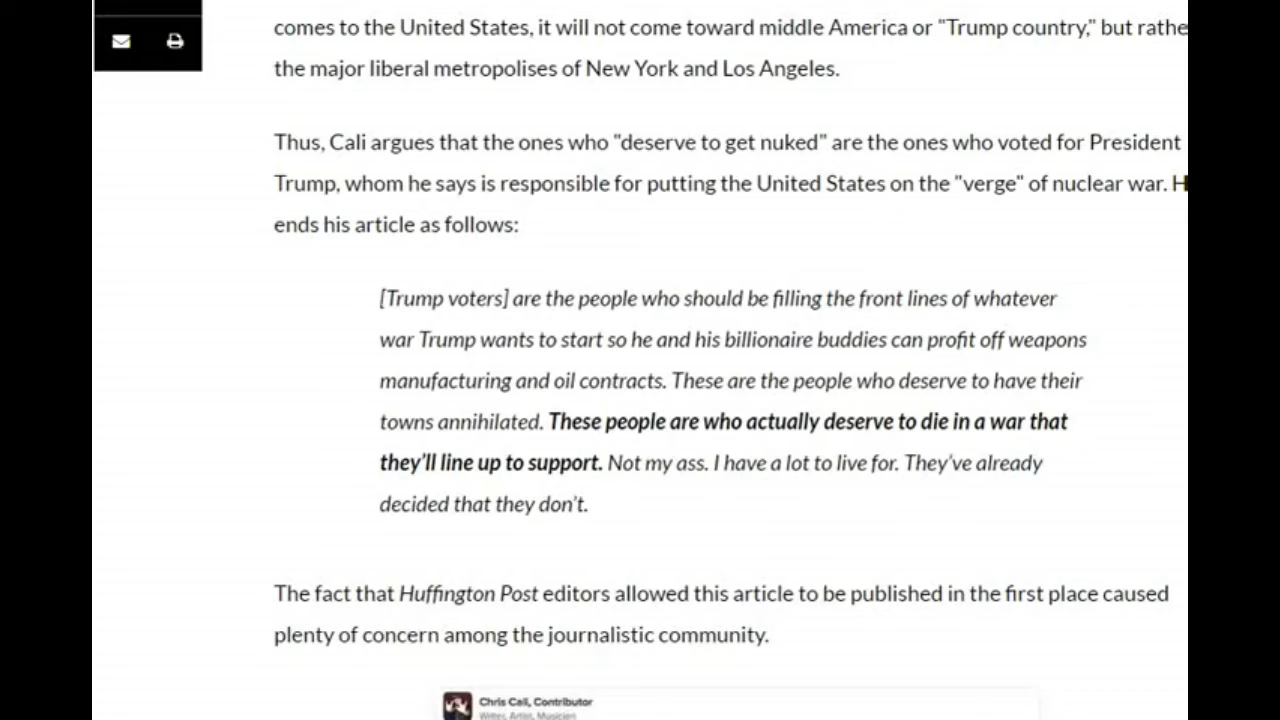 comes to the United States, it will not come toward middle America or "Trump country," but rathe
the major liberal metropolises of New York and Los Angeles.
Thus, Cali argues that the ones who "deserve to get nuked" are the ones who voted for President
Trump, whom he says is responsible for putting the United States on the "verge" of nuclear war. H
ends his article as follows:
[Trump voters] are the people who should be filling the front lines of whatever
war Trump wants to start so he and his billionaire buddies can profit off weapons
manufacturing and oil contracts. These are the people who deserve to have their
towns annihilated. These people are who actually deserve to die in a war that
they’ll line up to support. Not my ass. I have a lot to live for. They’ve already
decided that they don’t.
The fact that Huffington Post editors allowed this article to be published in the first place caused
plenty of concern among the journalistic community.
Chris Cali, Contributor
Writer, Artist, Musician